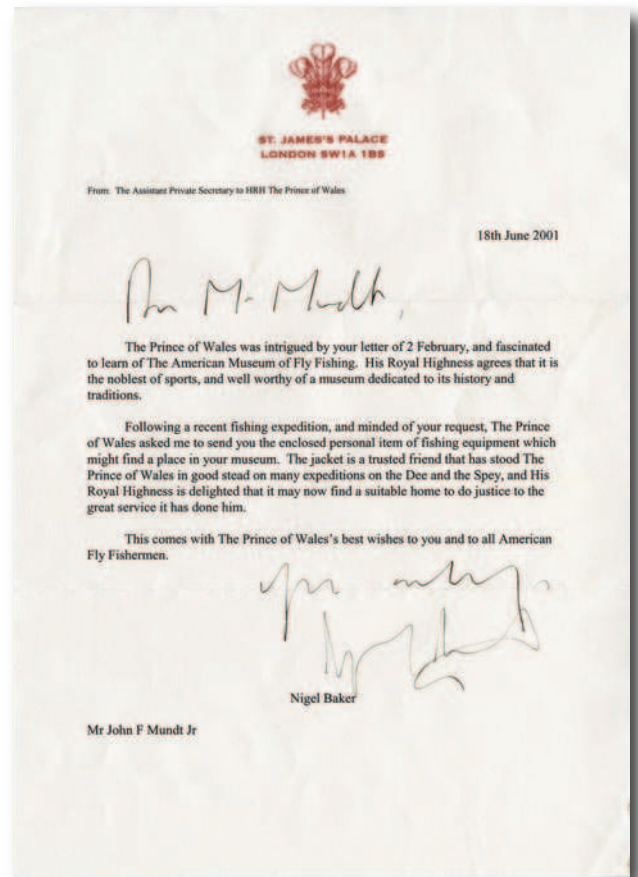 ST. JAMES'S PALACE
LONDON SW1A 1BS
From: The Assistant Private Secretary to HRH The Prince of Wales
18th June 2001
Dear Mr Mundt,
The Prince of Wales was intrigued by your letter of 2 February, and fascinated
to learn of The American Museum of Fly Fishing. His Royal Highness agrees that it is
the noblest of sports, and well worthy of a museum dedicated to its history and
traditions.
Following a recent fishing expedition, and minded of your request, The Prince
of Wales asked me to send you the enclosed personal item of fishing equipment which
might find a place in your museum. The jacket is a trusted friend that has stood The
Prince of Wales in good stead on many expeditions on the Dee and the Spey, and His
Royal Highness is delighted that it may now find a suitable home to do justice to the
great service it has done him.
This comes with The Prince of Wales's best wishes to you and to all American
Fly Fishermen.
Nigel Baker
Mr John F Mundt Jr